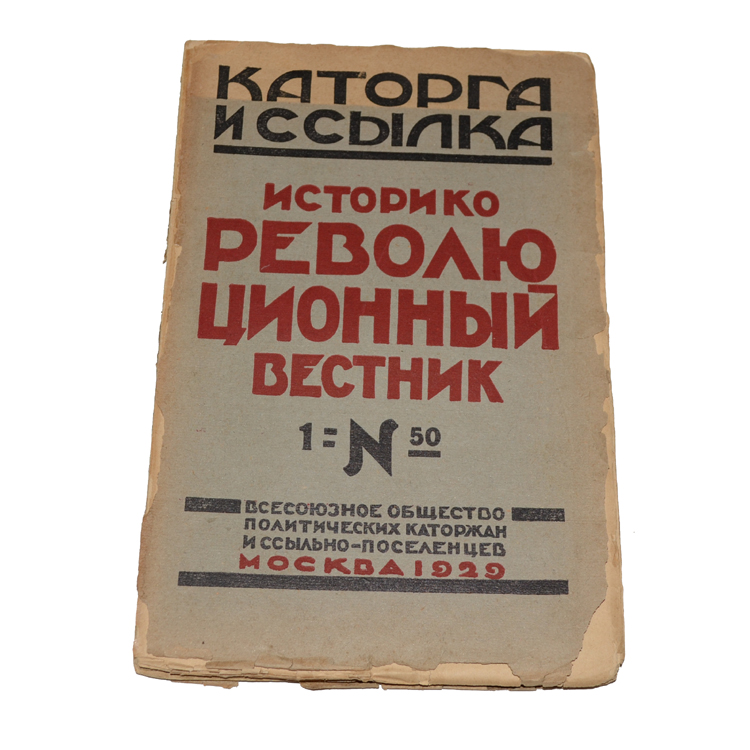 КАТОРГА
И ССЫЛКА
ИСТОРИКО
РЕВОЛЮ
ЦИОННЫЙ
ВЕСТНИК
1= N 50
ВСЕСОЮЗНОЕ ОБЩЕСТВО
ПОЛИТИЧЕСКИХ КАТОРЖАН
И ССЫЛЬНО-ПОСЕЛЕНЦЕВ
МОСКВА 1929